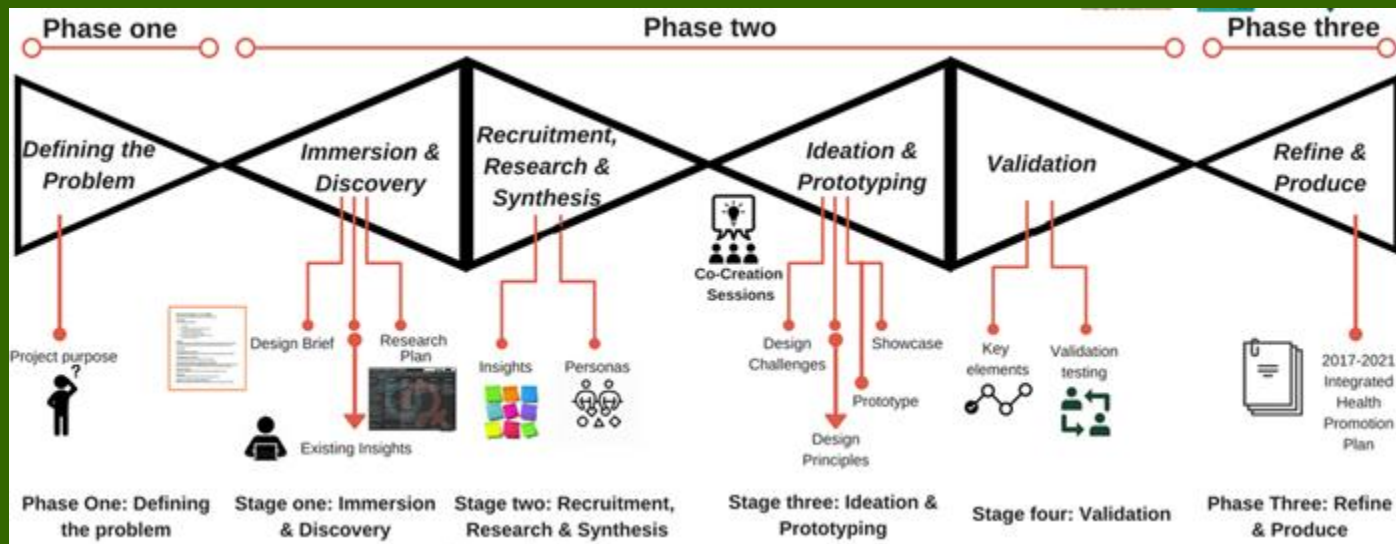 Phase one
Phase two
Phase three
Defining the
Problem
Immersion &
Discovery
Recruitment,
Research &
Synthesis
Ideation &
Prototyping
Validation
Refine &
Produce
Co-Creation
Sessions
Project purpose
?
Design Brief
Research
Plan
Existing Insights
Insights
Personas
Design
Challenges
Showcase
Prototype
Design
Principles
Key
elements
Validation
testing
2017-2021
Integrated
Health
Promotion
Plan
Phase One: Defining
the problem
Stage one: Immersion
& Discovery
Stage two: Recruitment,
Research & Synthesis
Stage three: Ideation &
Prototyping
Stage four: Validation
Phase Three: Refine
& Produce